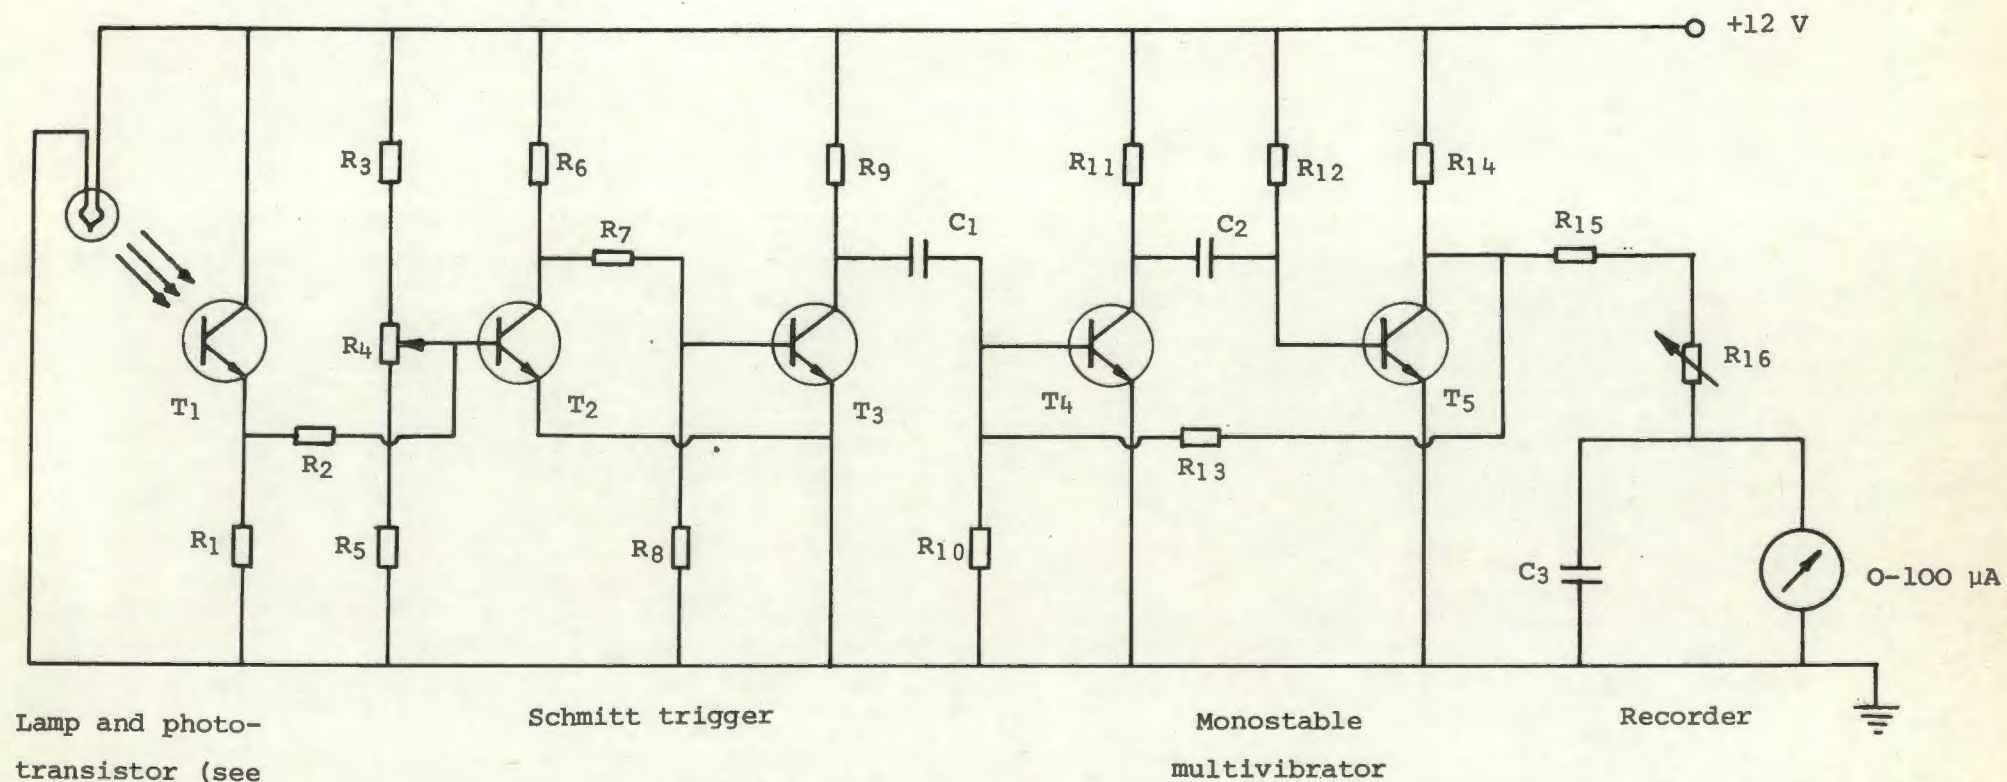 +12 V
R3
R6
R9
R11
R12
R14
R7
C1
C2
R15
R4
R16
T1
T2
T3
T4
T5
R2
R13
R1
R5
R8
R10
C3
0-100 µA
Lamp and photo-
transistor (see
Schmitt trigger
Monostable
multivibrator
Recorder